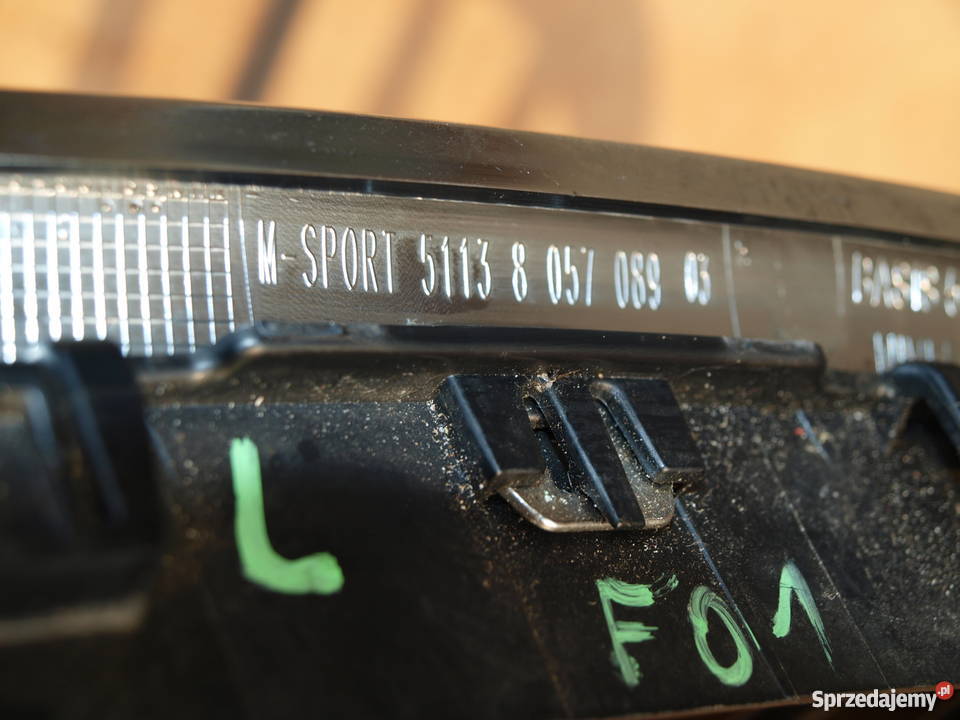 M-SPORT 5113 8 057 089 03
L
F01
Sprzedajemy.pl